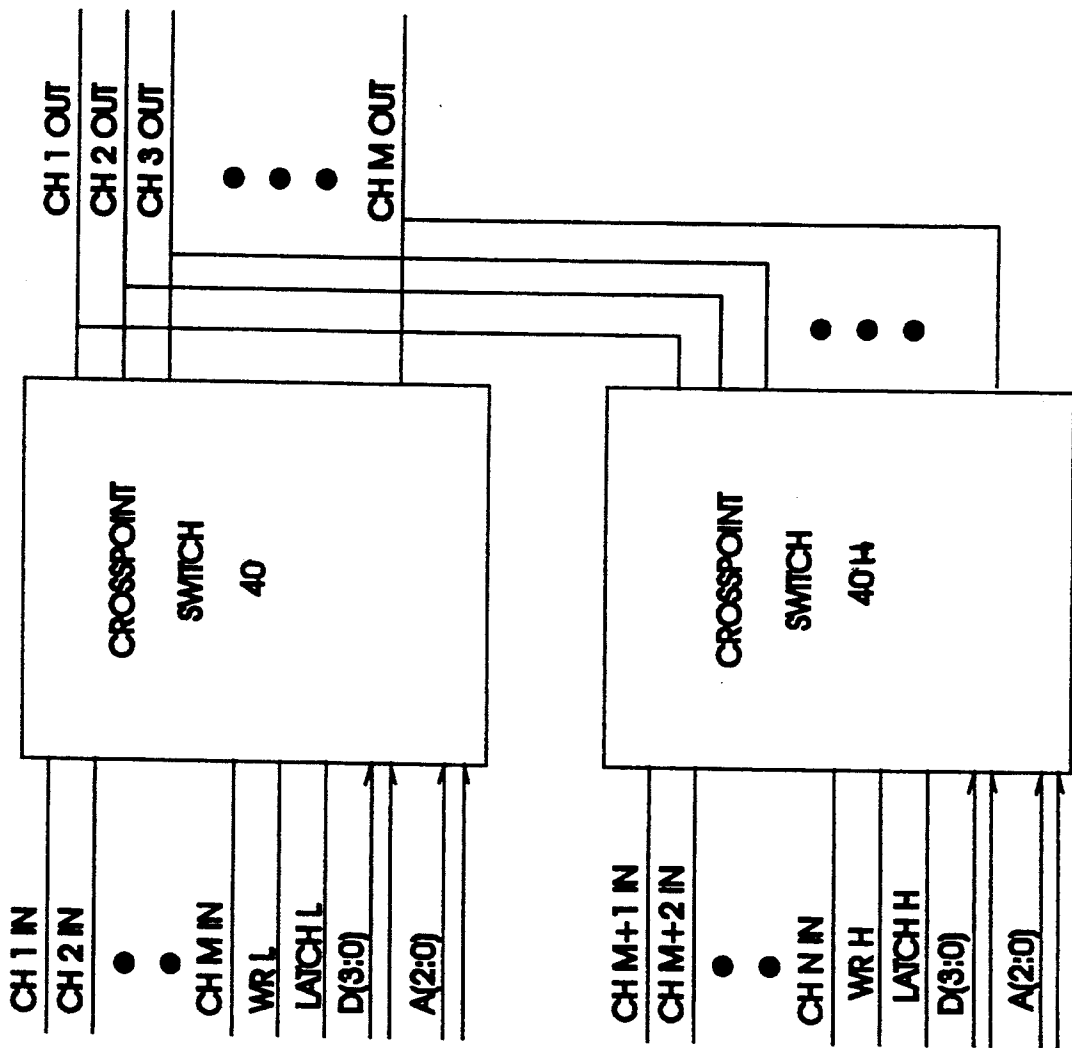 CH 1 IN
CH 2 IN
CH M IN
WR L
LATCH L
D(3:0)
A(2:0)
CROSSPOINT
SWITCH
40
CH 1 OUT
CH 2 OUT
CH 3 OUT
CH M OUT
CH M+1 IN
CH M+2 IN
CH N IN
WR H
LATCH H
D(3:0)
A(2:0)
CROSSPOINT
SWITCH